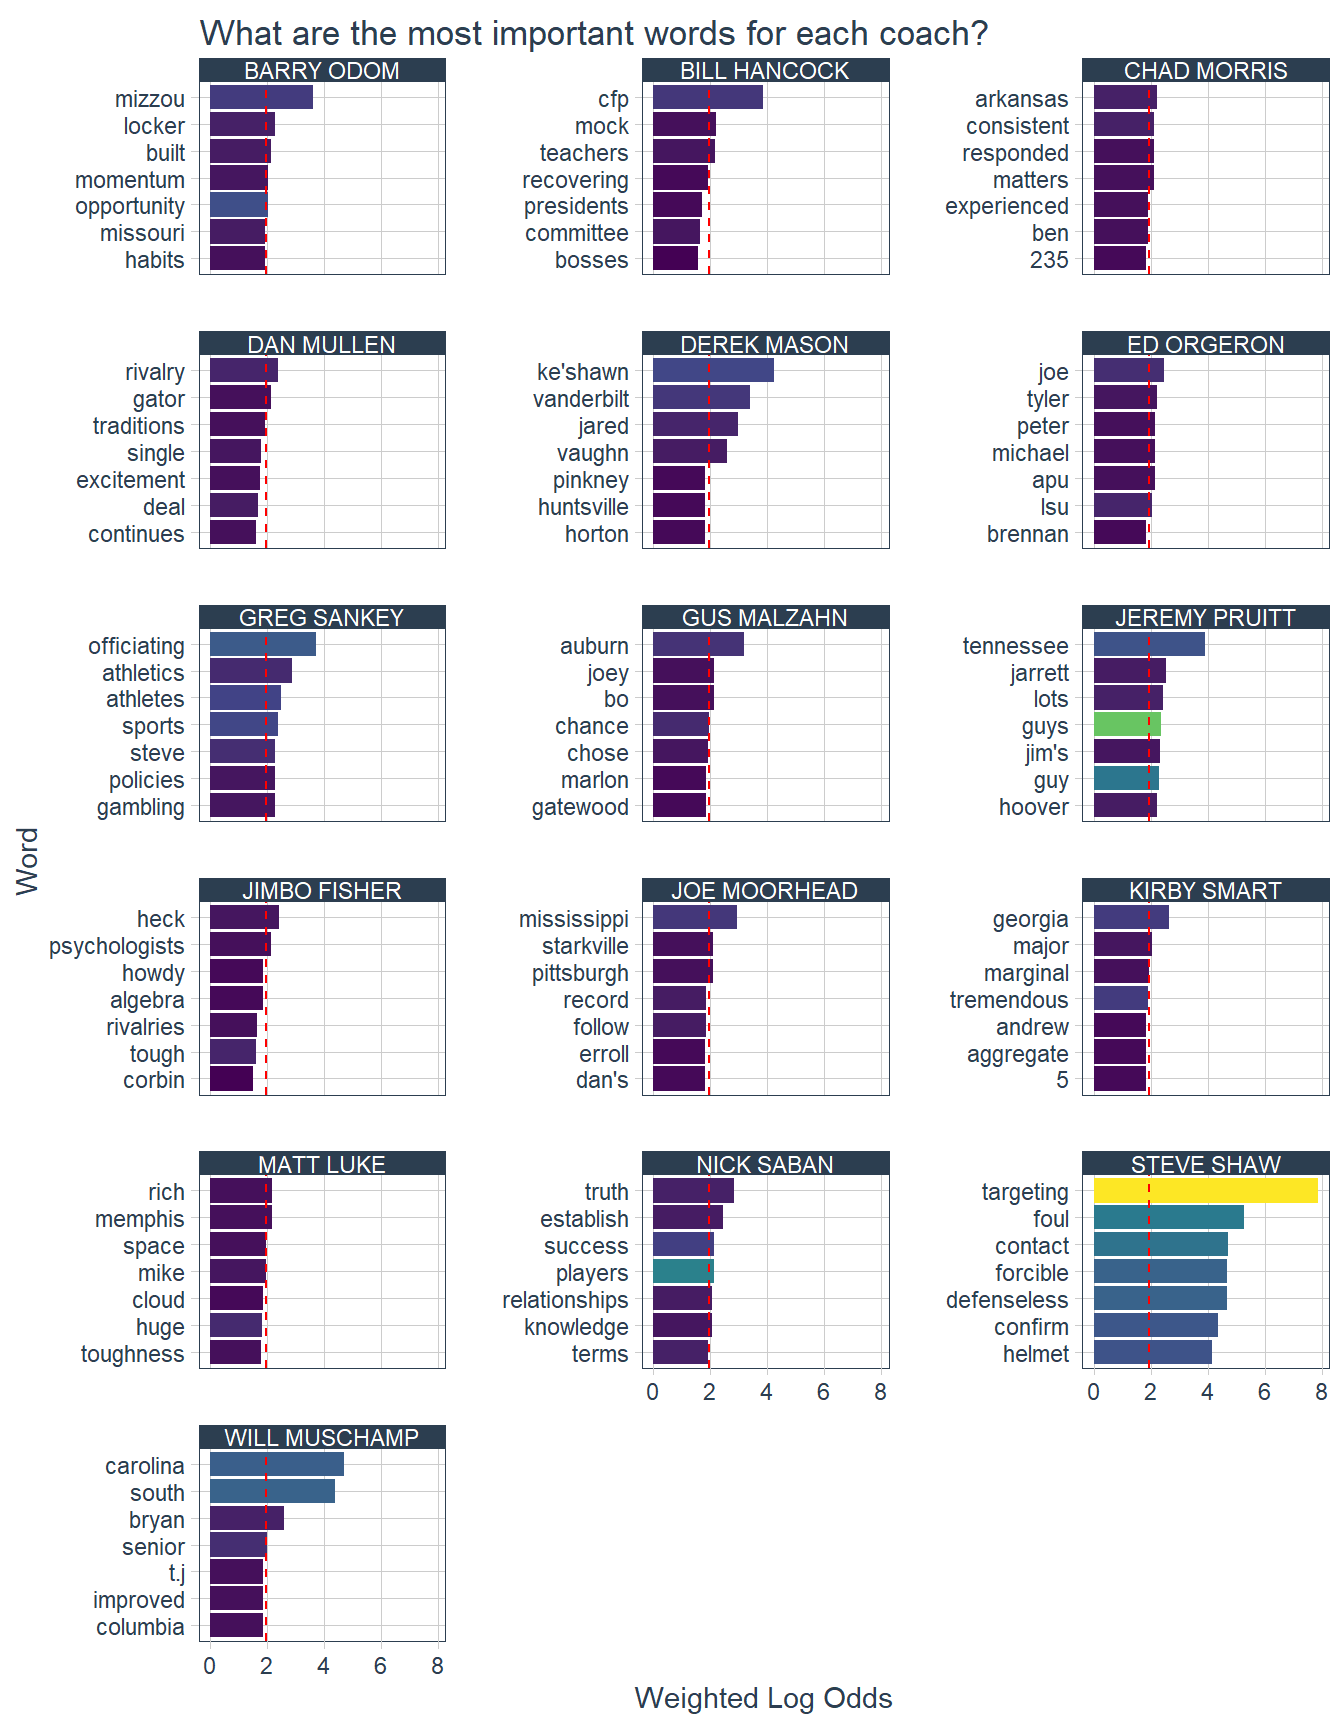 What are the most important words for each coach?
BARRY ODOM
mizzou
locker
built
momentum
opportunity
missouri
habits
BILL HANCOCK
cfp
mock
teachers
recovering
presidents
committee
bosses
CHAD MORRIS
arkansas
consistent
responded
matters
experienced
ben
235
DAN MULLEN
rivalry
gator
traditions
single
excitement
deal
continues
DEREK MASON
ke'shawn
vanderbilt
jared
vaughn
pinkney
huntsville
horton
ED ORGERON
joe
tyler
peter
michael
apu
lsu
brennan
GREG SANKEY
officiating
athletics
athletes
sports
steve
policies
gambling
GUS MALZAHN
auburn
joey
bo
chance
chose
marlon
gatewood
JEREMY PRUITT
tennessee
jarrett
lots
guys
jim's
guy
hoover
JIMBO FISHER
heck
psychologists
howdy
algebra
rivalries
tough
corbin
JOE MOORHEAD
mississippi
starkville
pittsburgh
record
follow
erroll
dan's
KIRBY SMART
georgia
major
marginal
tremendous
andrew
aggregate
5
MATT LUKE
rich
memphis
space
mike
cloud
huge
toughness
NICK SABAN
truth
establish
success
players
relationships
knowledge
terms
0 2 4 6 8
STEVE SHAW
targeting
foul
contact
forcible
defenseless
confirm
helmet
0 2 4 6 8
WILL MUSCHAMP
carolina
south
bryan
senior
t.j
improved
columbia
0 2 4 6 8
Word
Weighted Log Odds